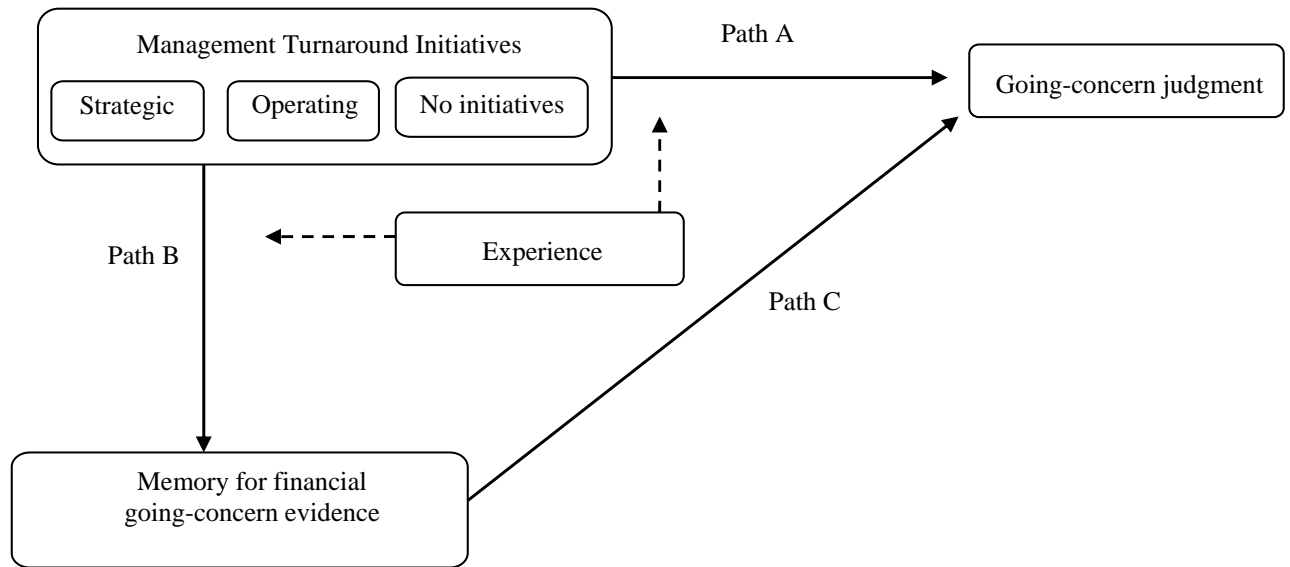 Path A
Management Turnaround Initiatives
Strategic
Operating
No initiatives
Going-concern judgment
Path B
Experience
Path C
Memory for financial
going-concern evidence